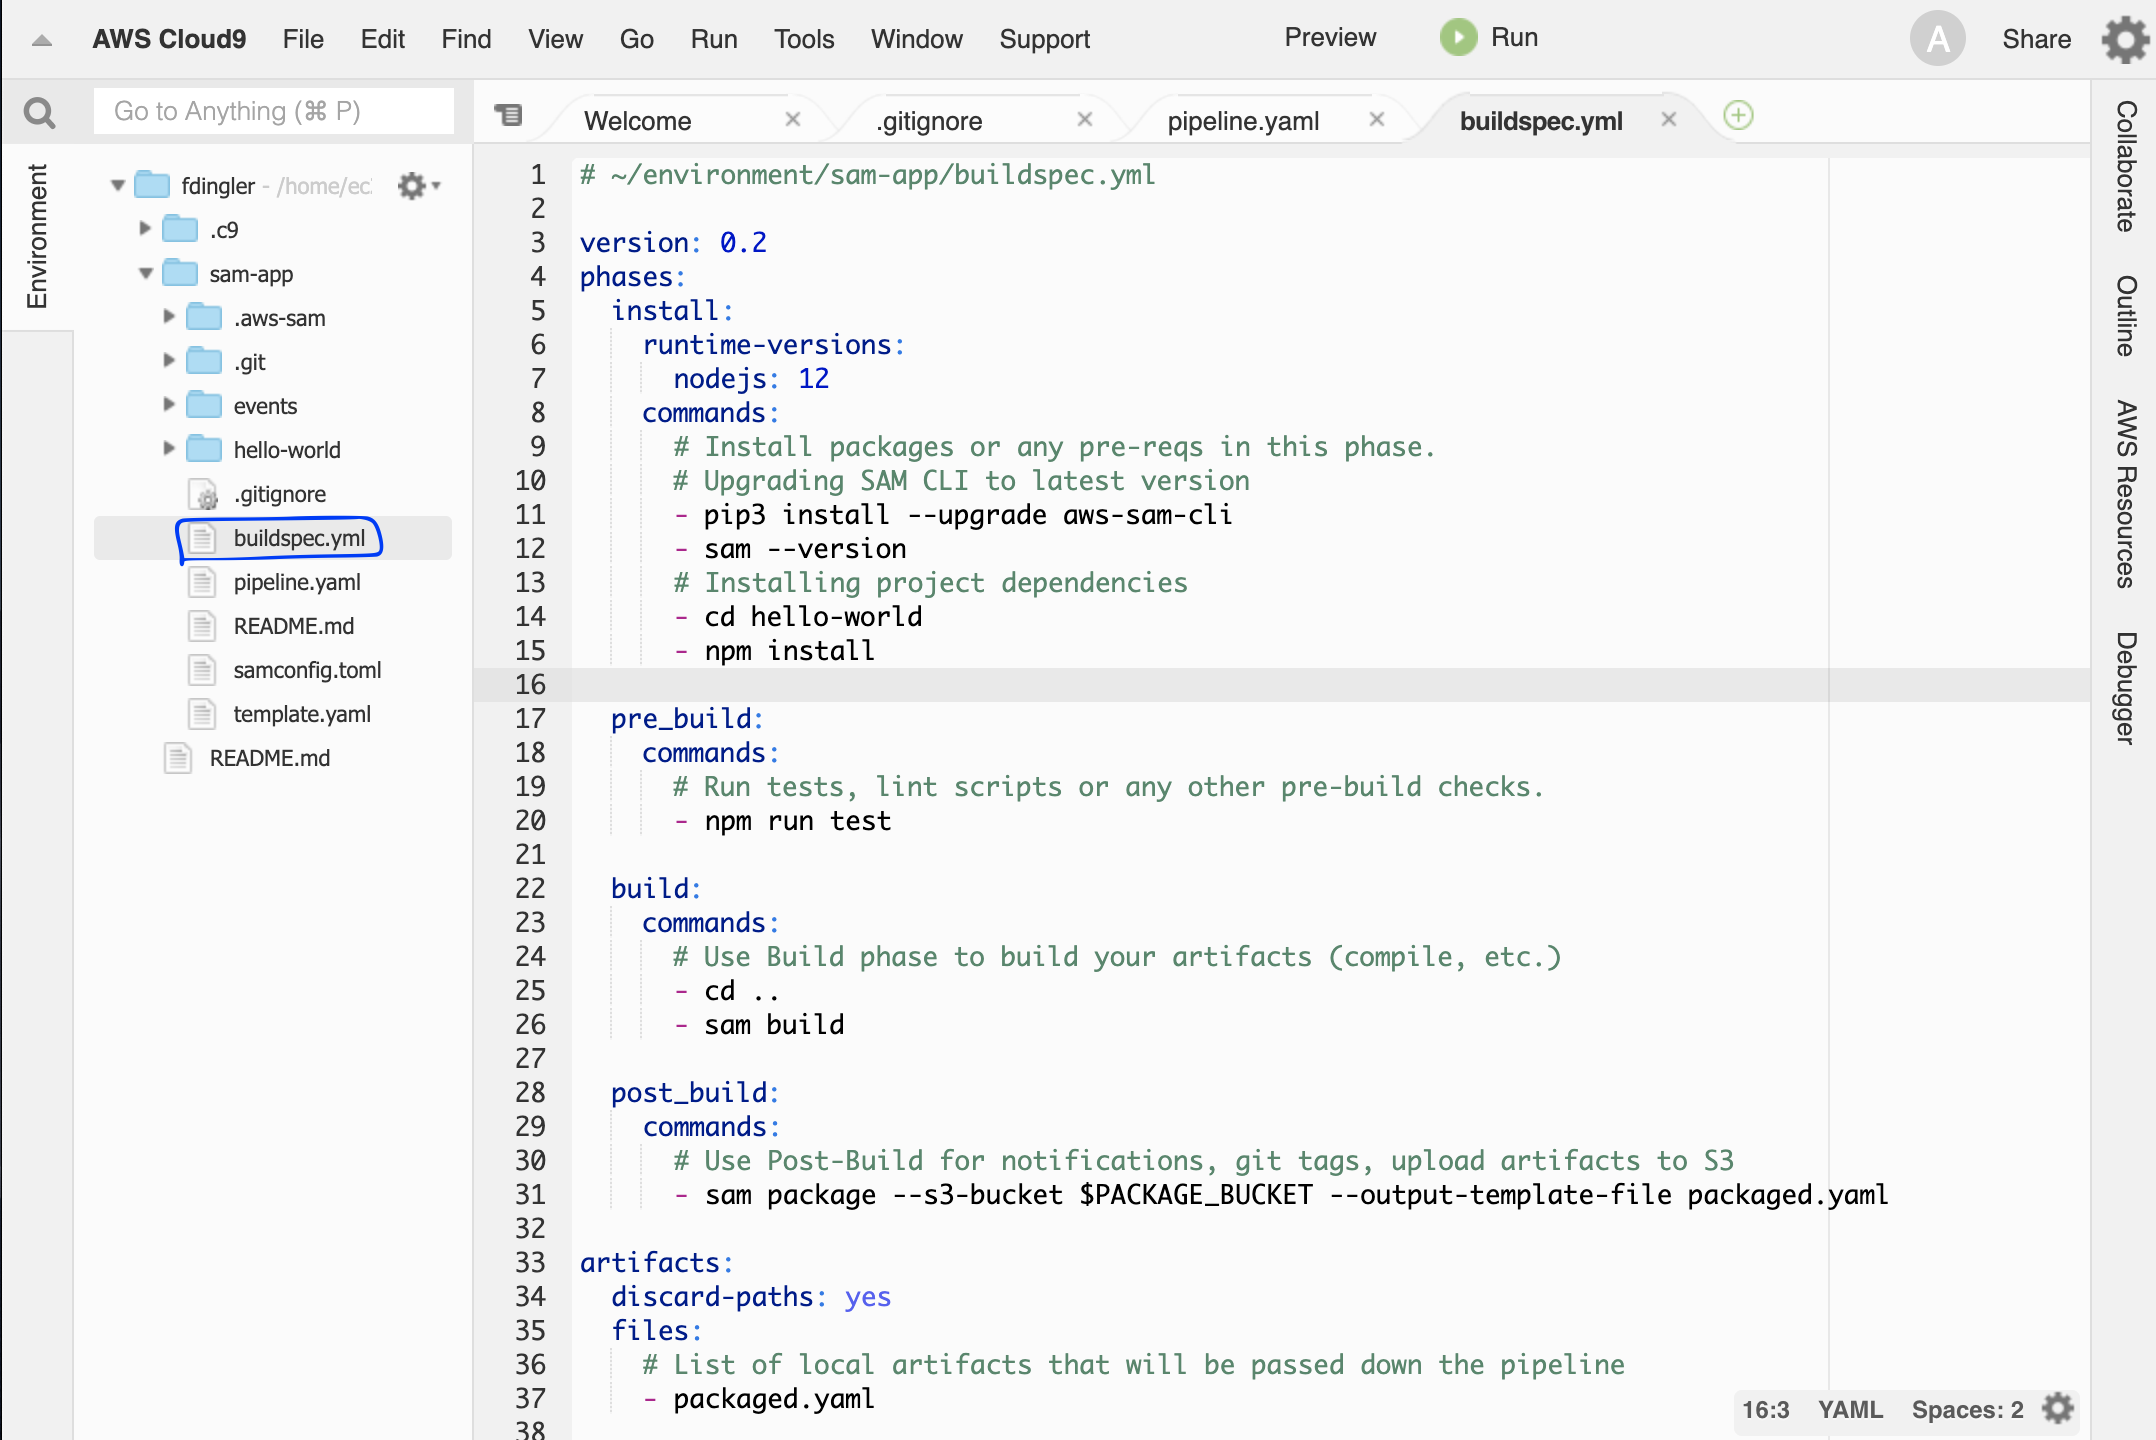 AWS Cloud9 File Edit Find View Go Run Tools Window Support Preview Run A Share
Go to Anything (⌘ P)
Welcome .gitignore pipeline.yaml buildspec.yml
Environment
fdingler - /home/ec
.c9
sam-app
.aws-sam
.git
events
hello-world
.gitignore
buildspec.yml
pipeline.yaml
README.md
samconfig.toml
template.yaml
README.md
1 # ~/environment/sam-app/buildspec.yml
2
3 version: 0.2
4 phases:
5 install:
6 runtime-versions:
7 nodejs: 12
8 commands:
9 # Install packages or any pre-reqs in this phase.
10 # Upgrading SAM CLI to latest version
11 - pip3 install --upgrade aws-sam-cli
12 - sam --version
13 # Installing project dependencies
14 - cd hello-world
15 - npm install
16
17 pre_build:
18 commands:
19 # Run tests, lint scripts or any other pre-build checks.
20 - npm run test
21
22 build:
23 commands:
24 # Use Build phase to build your artifacts (compile, etc.)
25 - cd ..
26 - sam build
27
28 post_build:
29 commands:
30 # Use Post-Build for notifications, git tags, upload artifacts to S3
31 - sam package --s3-bucket $PACKAGE_BUCKET --output-template-file packaged.yaml
32
33 artifacts:
34 discard-paths: yes
35 files:
36 # List of local artifacts that will be passed down the pipeline
37 - packaged.yaml
38
16:3 YAML Spaces: 2
Collaborate
Outline
AWS Resources
Debugger